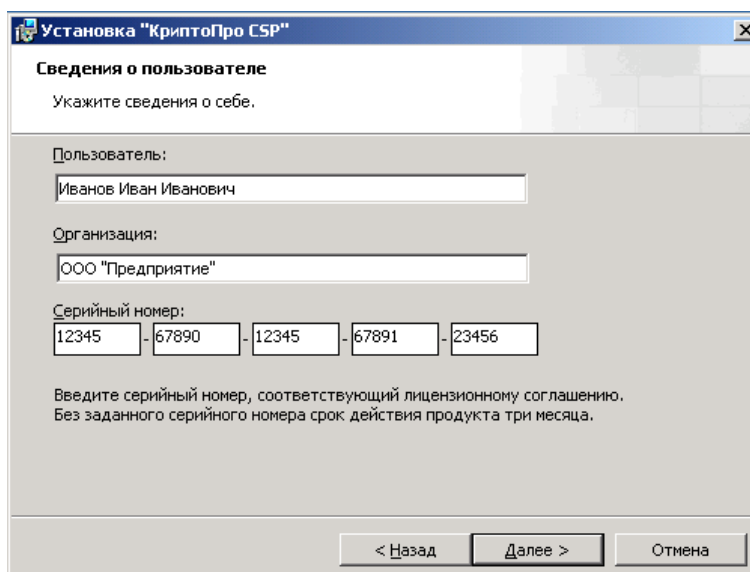 Установка "КриптоПро CSP"
Сведения о пользователе
Укажите сведения о себе.
Пользователь:
Иванов Иван Иванович
Организация:
ООО "Предприятие"
Серийный номер:
12345 - 67890 - 12345 - 67891 - 23456
Введите серийный номер, соответствующий лицензионному соглашению.
Без заданного серийного номера срок действия продукта три месяца.
< Назад Далее > Отмена